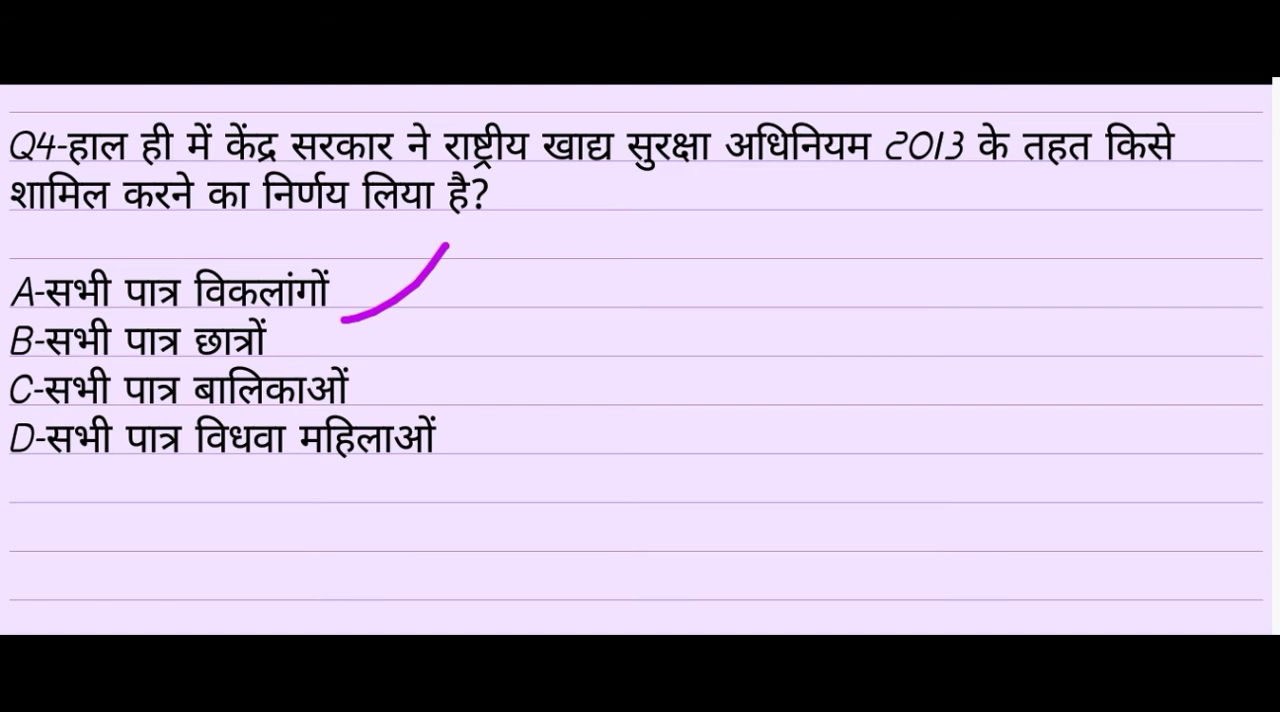 Q4-हाल ही में केंद्र सरकार ने राष्ट्रीय खाद्य सुरक्षा अधिनियम 2013 के तहत किसे
शामिल करने का निर्णय लिया है?
A-सभी पात्र विकलांगों
B-सभी पात्र छात्रों
C-सभी पात्र बालिकाओं
D-सभी पात्र विधवा महिलाओं